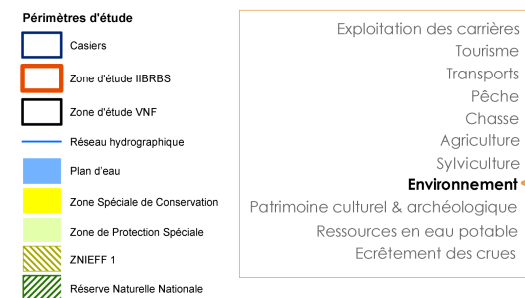 Périmètres d'étude
Casiers
Zone d'étude IIBRBS
Zone d'étude VNF
Réseau hydrographique
Plan d'eau
Zone Spéciale de Conservation
Zone de Protection Spéciale
ZNIEFF 1
Réserve Naturelle Nationale
Exploitation des carrières
Tourisme
Transports
Pêche
Chasse
Agriculture
Sylviculture
Environnement
Patrimoine culturel & archéologique
Ressources en eau potable
Ecrêtement des crues